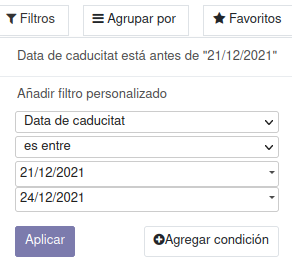 Filtros Agrupar por Favoritos
Data de caducitat está antes de "21/12/2021"
Añadir filtro personalizado
Data de caducitat
es entre
21/12/2021
24/12/2021
Aplicar Agregar condición